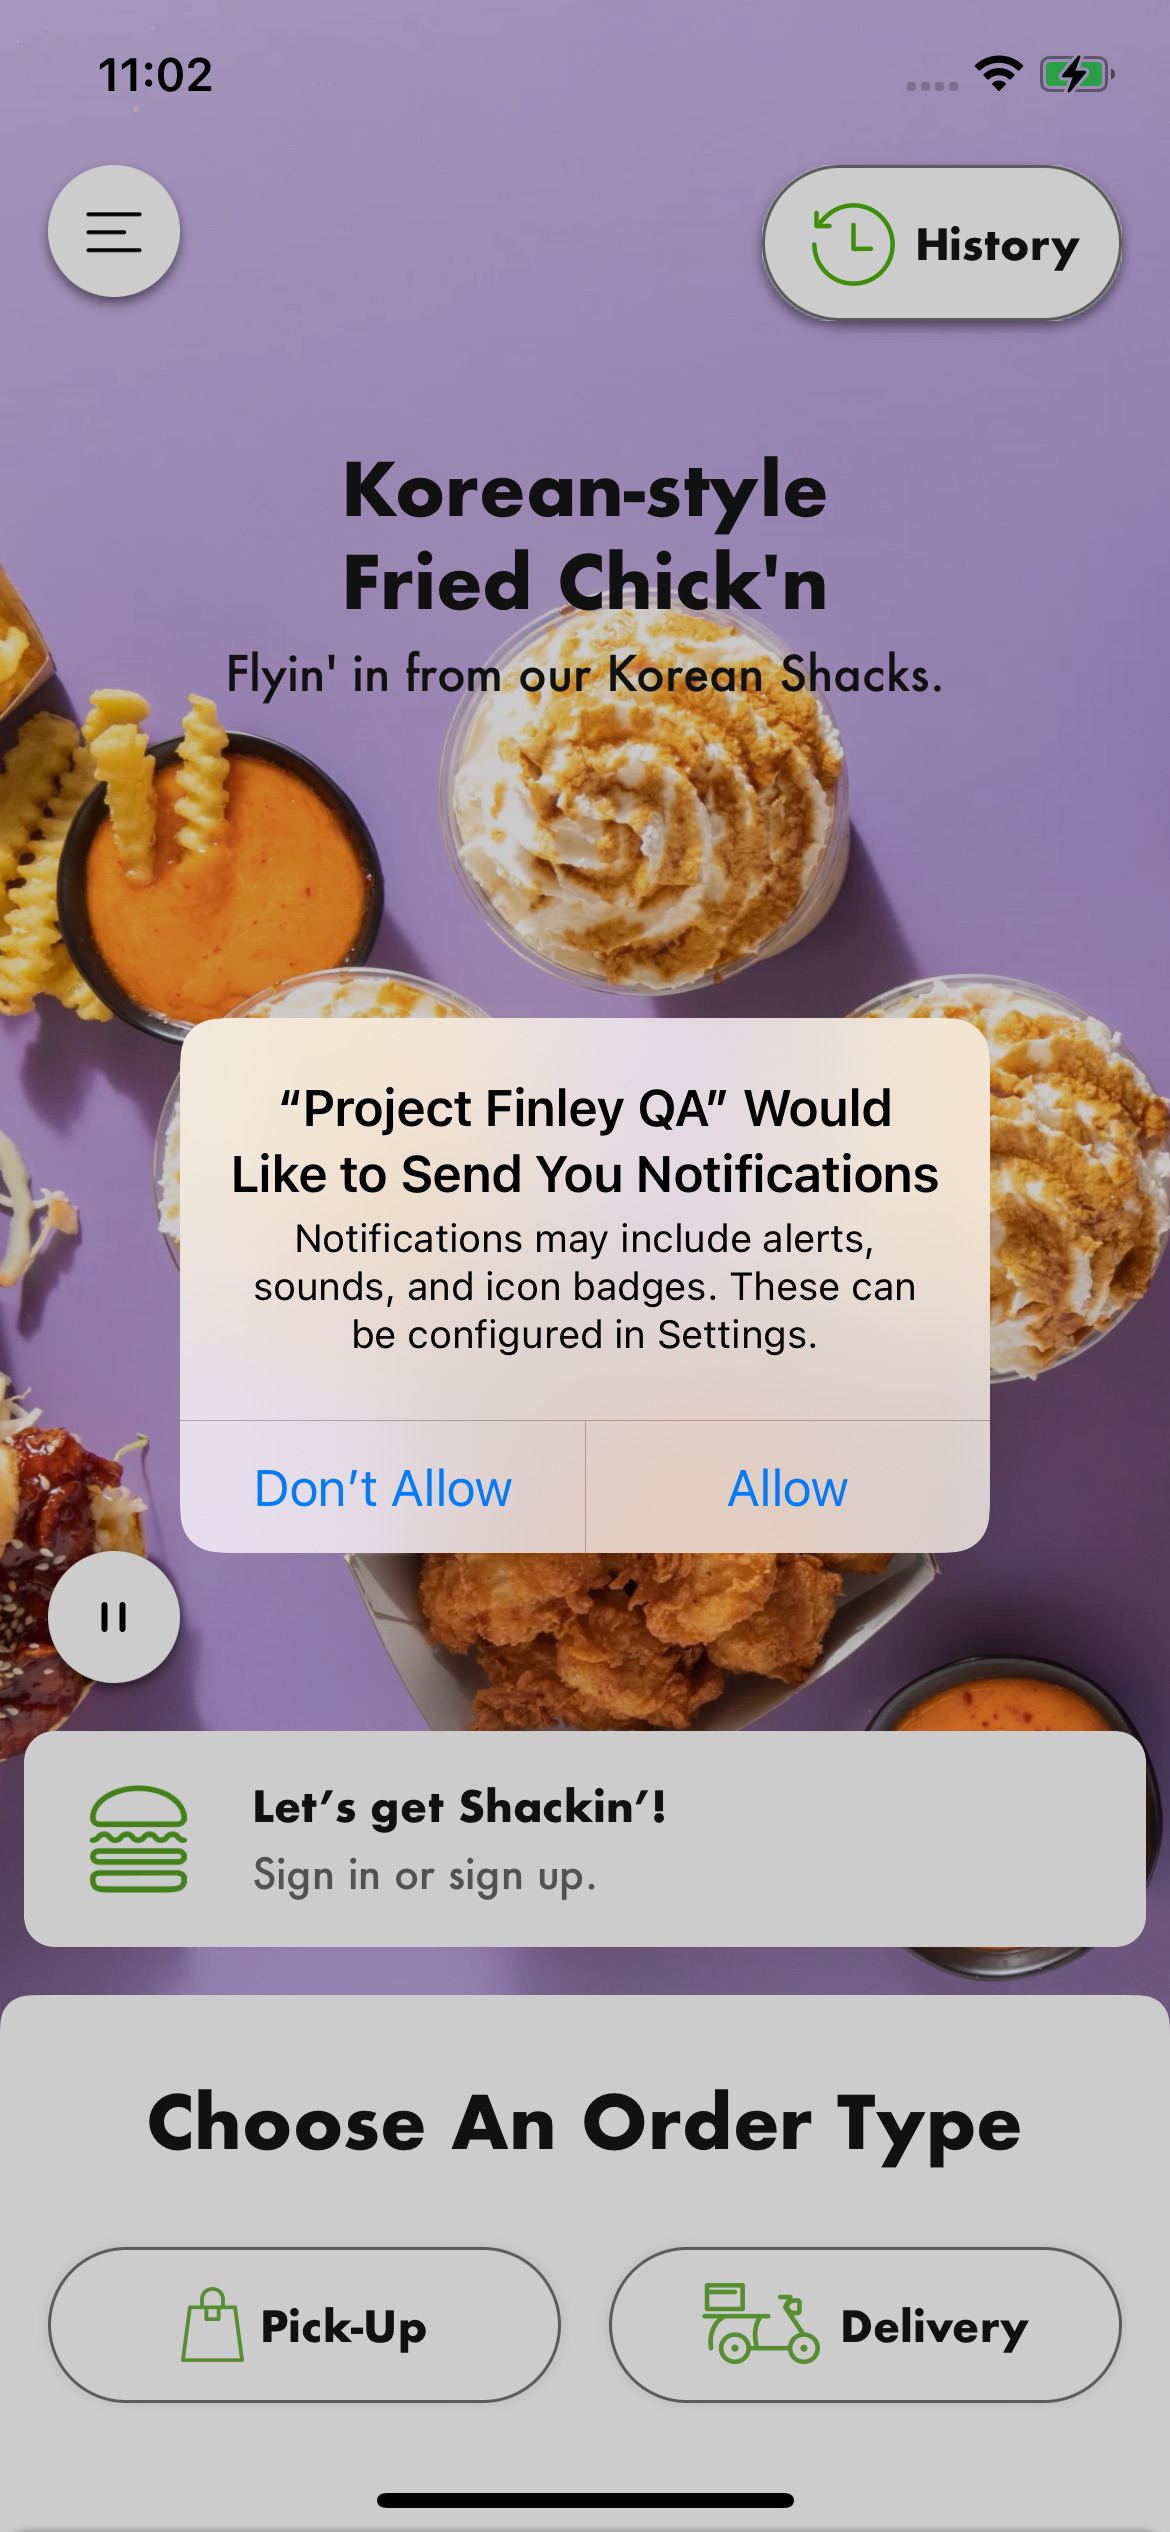 11:02
History
Korean-style
Fried Chick'n
Flyin' in from our Korean Shacks.
“Project Finley QA” Would
Like to Send You Notifications
Notifications may include alerts,
sounds, and icon badges. These can
be configured in Settings.
Don’t Allow
Allow
Let’s get Shackin’!
Sign in or sign up.
Choose An Order Type
Pick-Up
Delivery